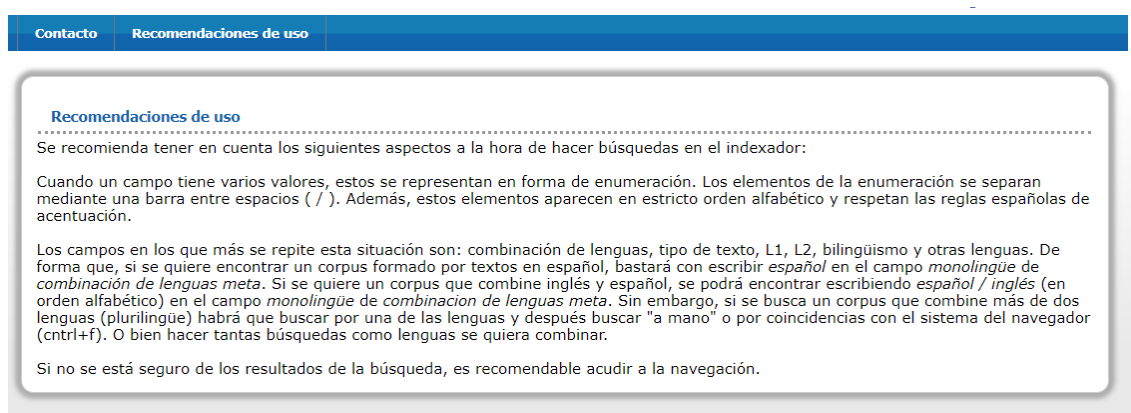 Contacto
Recomendaciones de uso
Recomendaciones de uso
Se recomienda tener en cuenta los siguientes aspectos a la hora de hacer búsquedas en el indexador:
Cuando un campo tiene varios valores, estos se representan en forma de enumeración. Los elementos de la enumeración se separan
mediante una barra entre espacios ( / ). Además, estos elementos aparecen en estricto orden alfabético y respetan las reglas españolas de
acentuación.
Los campos en los que más se repite esta situación son: combinación de lenguas, tipo de texto, L1, L2, bilingüismo y otras lenguas. De
forma que, si se quiere encontrar un corpus formado por textos en español, bastará con escribir español en el campo monolingüe de
combinación de lenguas meta. Si se quiere un corpus que combine inglés y español, se podrá encontrar escribiendo español / inglés (en
orden alfabético) en el campo monolingüe de combinacion de lenguas meta. Sin embargo, si se busca un corpus que combine más de dos
lenguas (plurilingüe) habrá que buscar por una de las lenguas y después buscar "a mano" o por coincidencias con el sistema del navegador
(cntrl+f). O bien hacer tantas búsquedas como lenguas se quiera combinar.
Si no se está seguro de los resultados de la búsqueda, es recomendable acudir a la navegación.